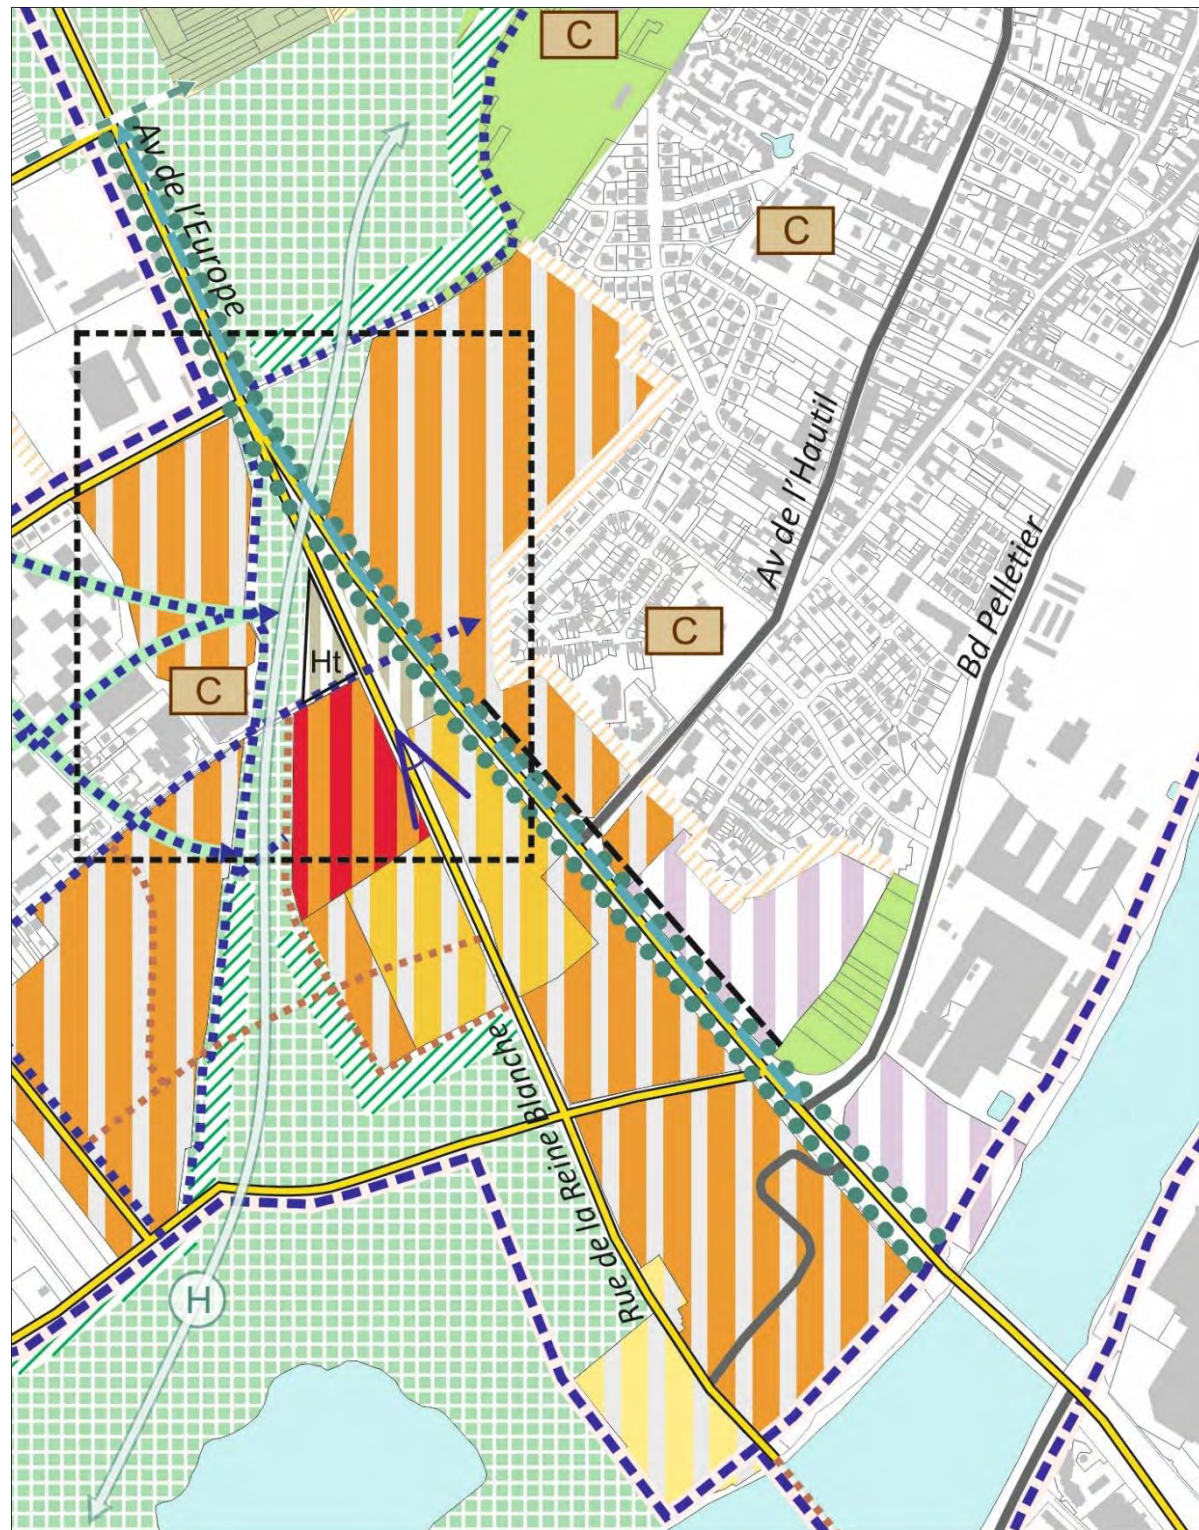 C
Av de l'Europe
C
Av de l'Hautil
Bd Pelletier
C
Ht
C
Rue de la Reine Blanche
H